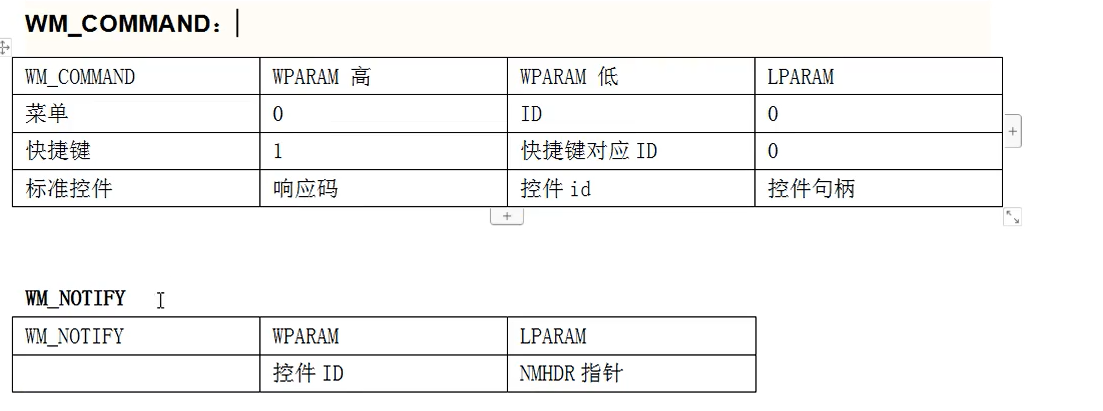 WM_COMMAND：
WM_COMMAND WPARAM 高 WPARAM 低 LPARAM
菜单 0 ID 0
快捷键 1 快捷键对应 ID 0
标准控件 响应码 控件 id 控件句柄
WM_NOTIFY
WM_NOTIFY WPARAM LPARAM
控件 ID NMHDR 指针